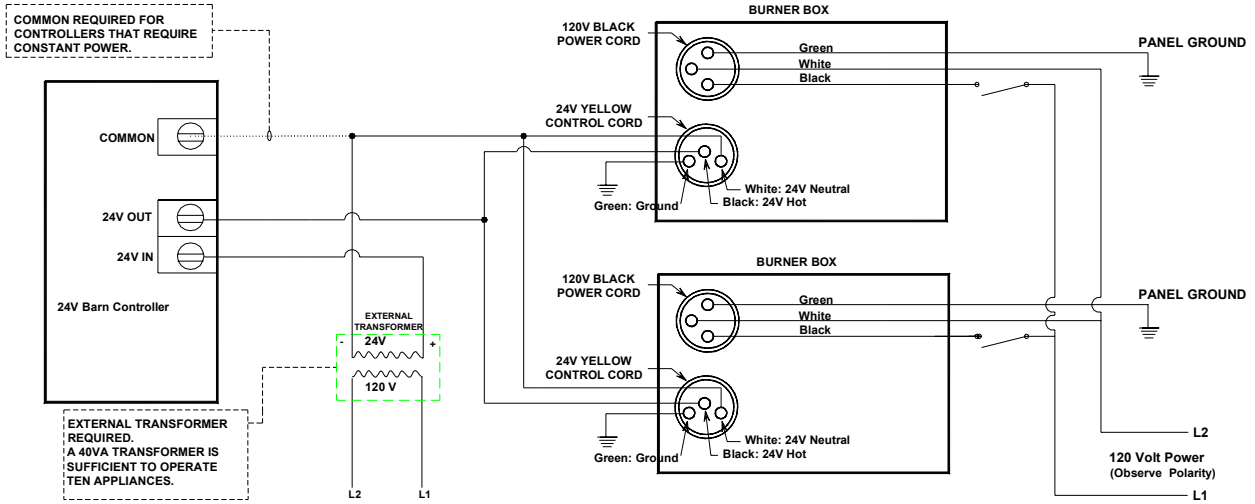 COMMON REQUIRED FOR
CONTROLLERS THAT REQUIRE
CONSTANT POWER.
COMMON
24V OUT
24V IN
24V Barn Controller
EXTERNAL
TRANSFORMER
- 24V +
120 V
EXTERNAL TRANSFORMER
REQUIRED.
A 40VA TRANSFORMER IS
SUFFICIENT TO OPERATE
TEN APPLIANCES.
L2 L1
BURNER BOX
120V BLACK
POWER CORD
Green
White
Black
PANEL GROUND
24V YELLOW
CONTROL CORD
White: 24V Neutral
Green: Ground
Black: 24V Hot
BURNER BOX
120V BLACK
POWER CORD
Green
White
Black
PANEL GROUND
24V YELLOW
CONTROL CORD
White: 24V Neutral
Green: Ground
Black: 24V Hot
L2
120 Volt Power
(Observe Polarity)
L1